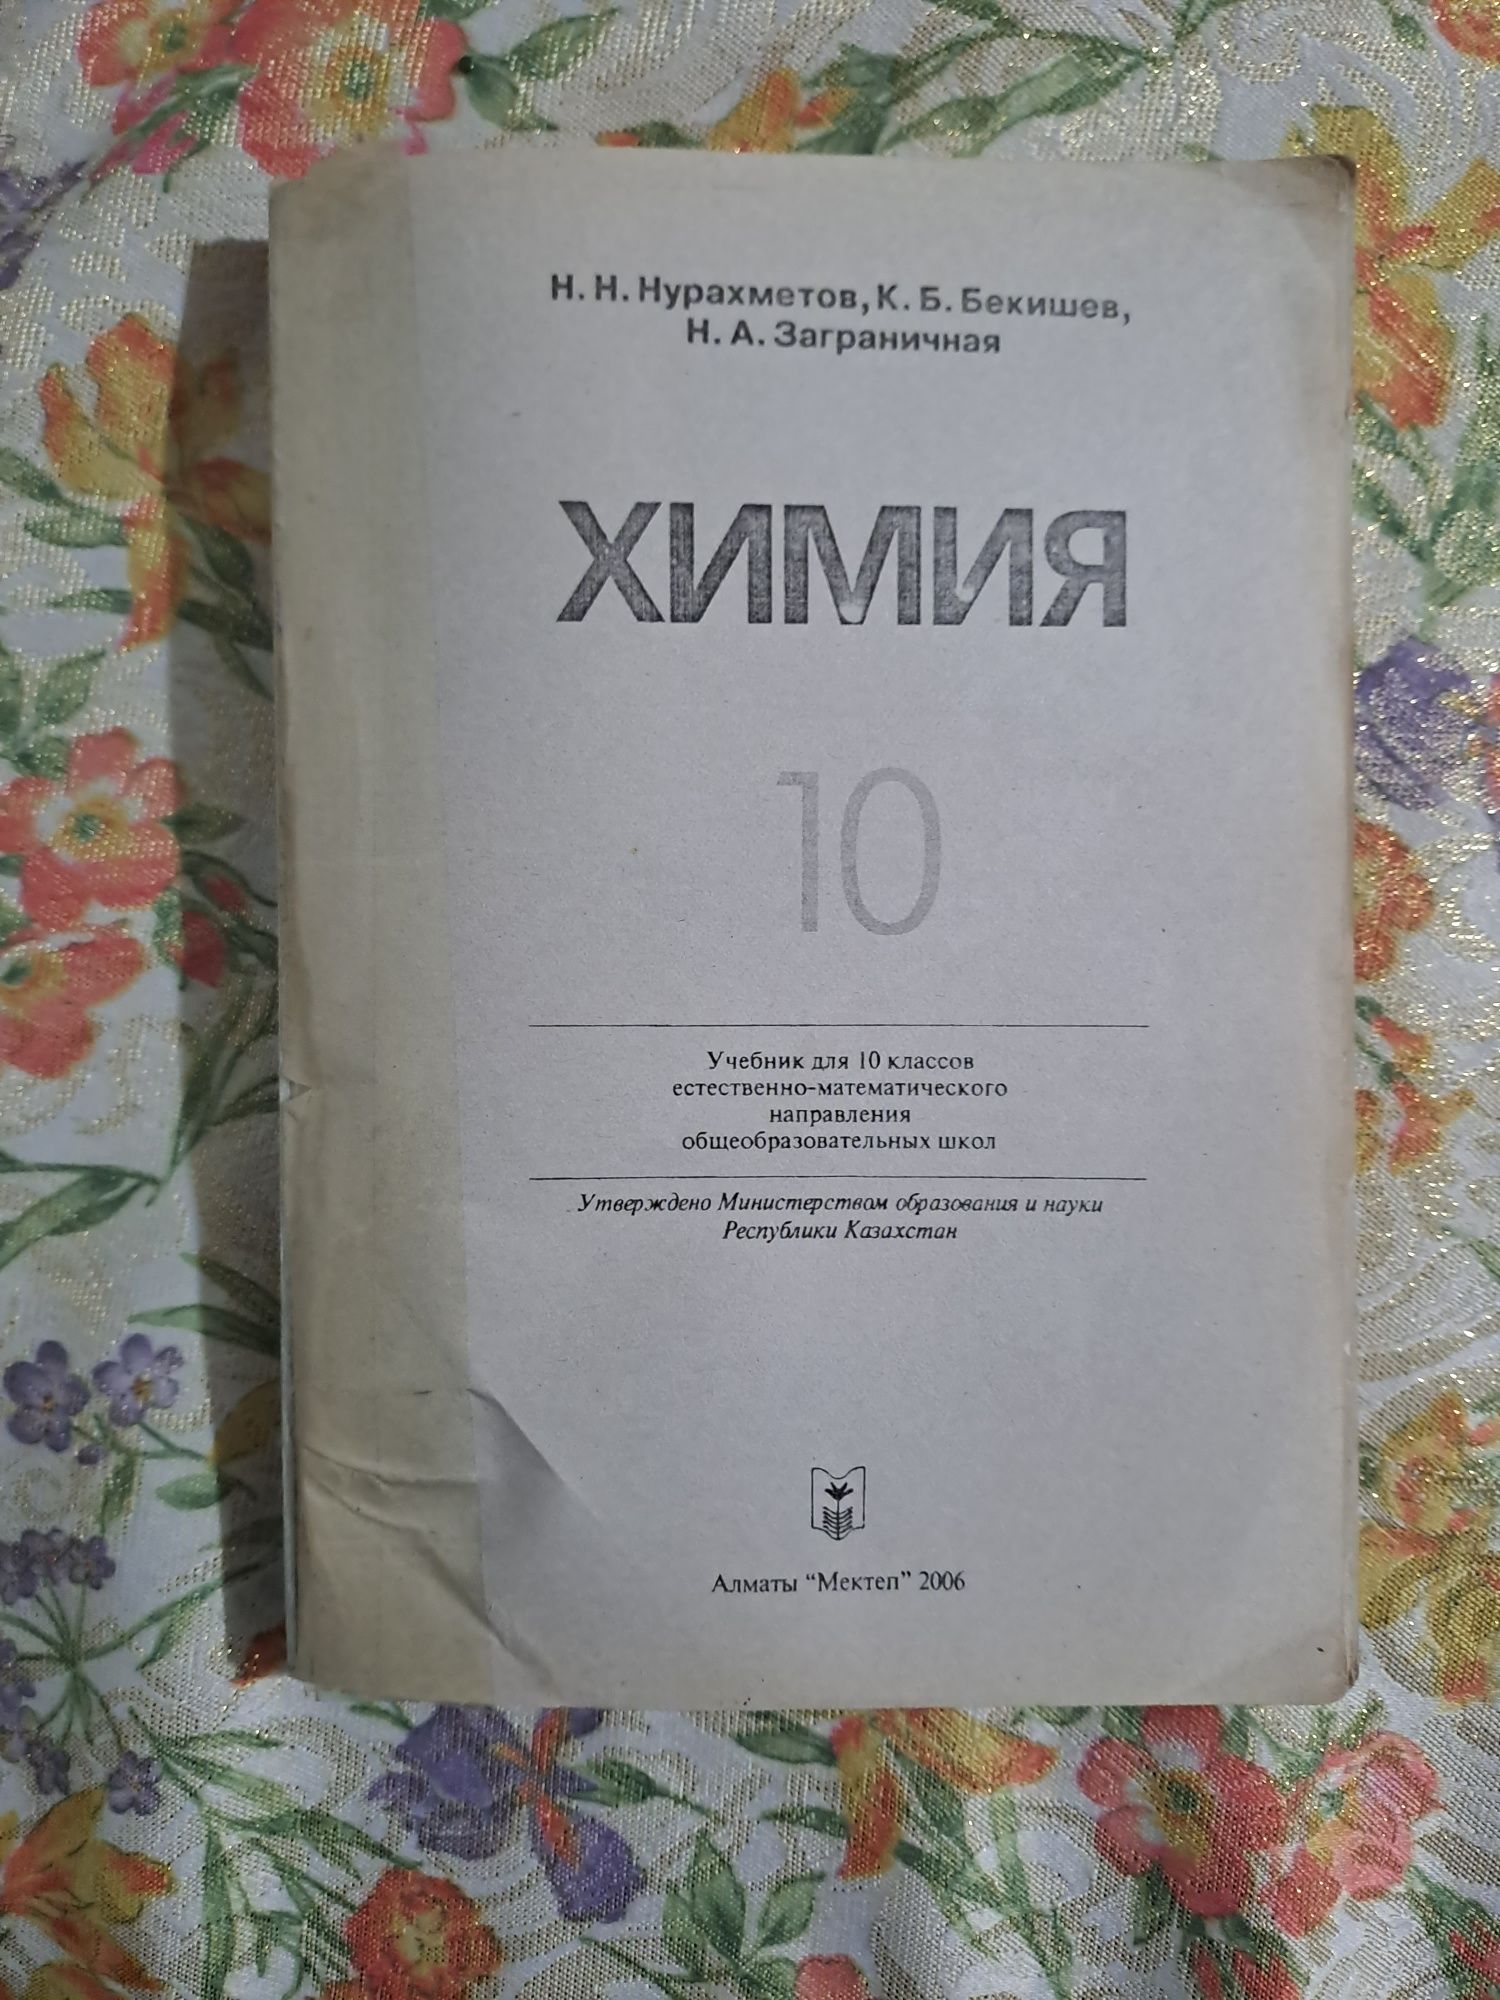 Н. Н. Нурахметов, К. Б. Бекишев,
Н. А. Заграничная
ХИМИЯ
10
Учебник для 10 классов
естественно-математического
направления
общеобразовательных школ
Утверждено Министерством образования и науки
Республики Казахстан
Алматы “Мектеп” 2006